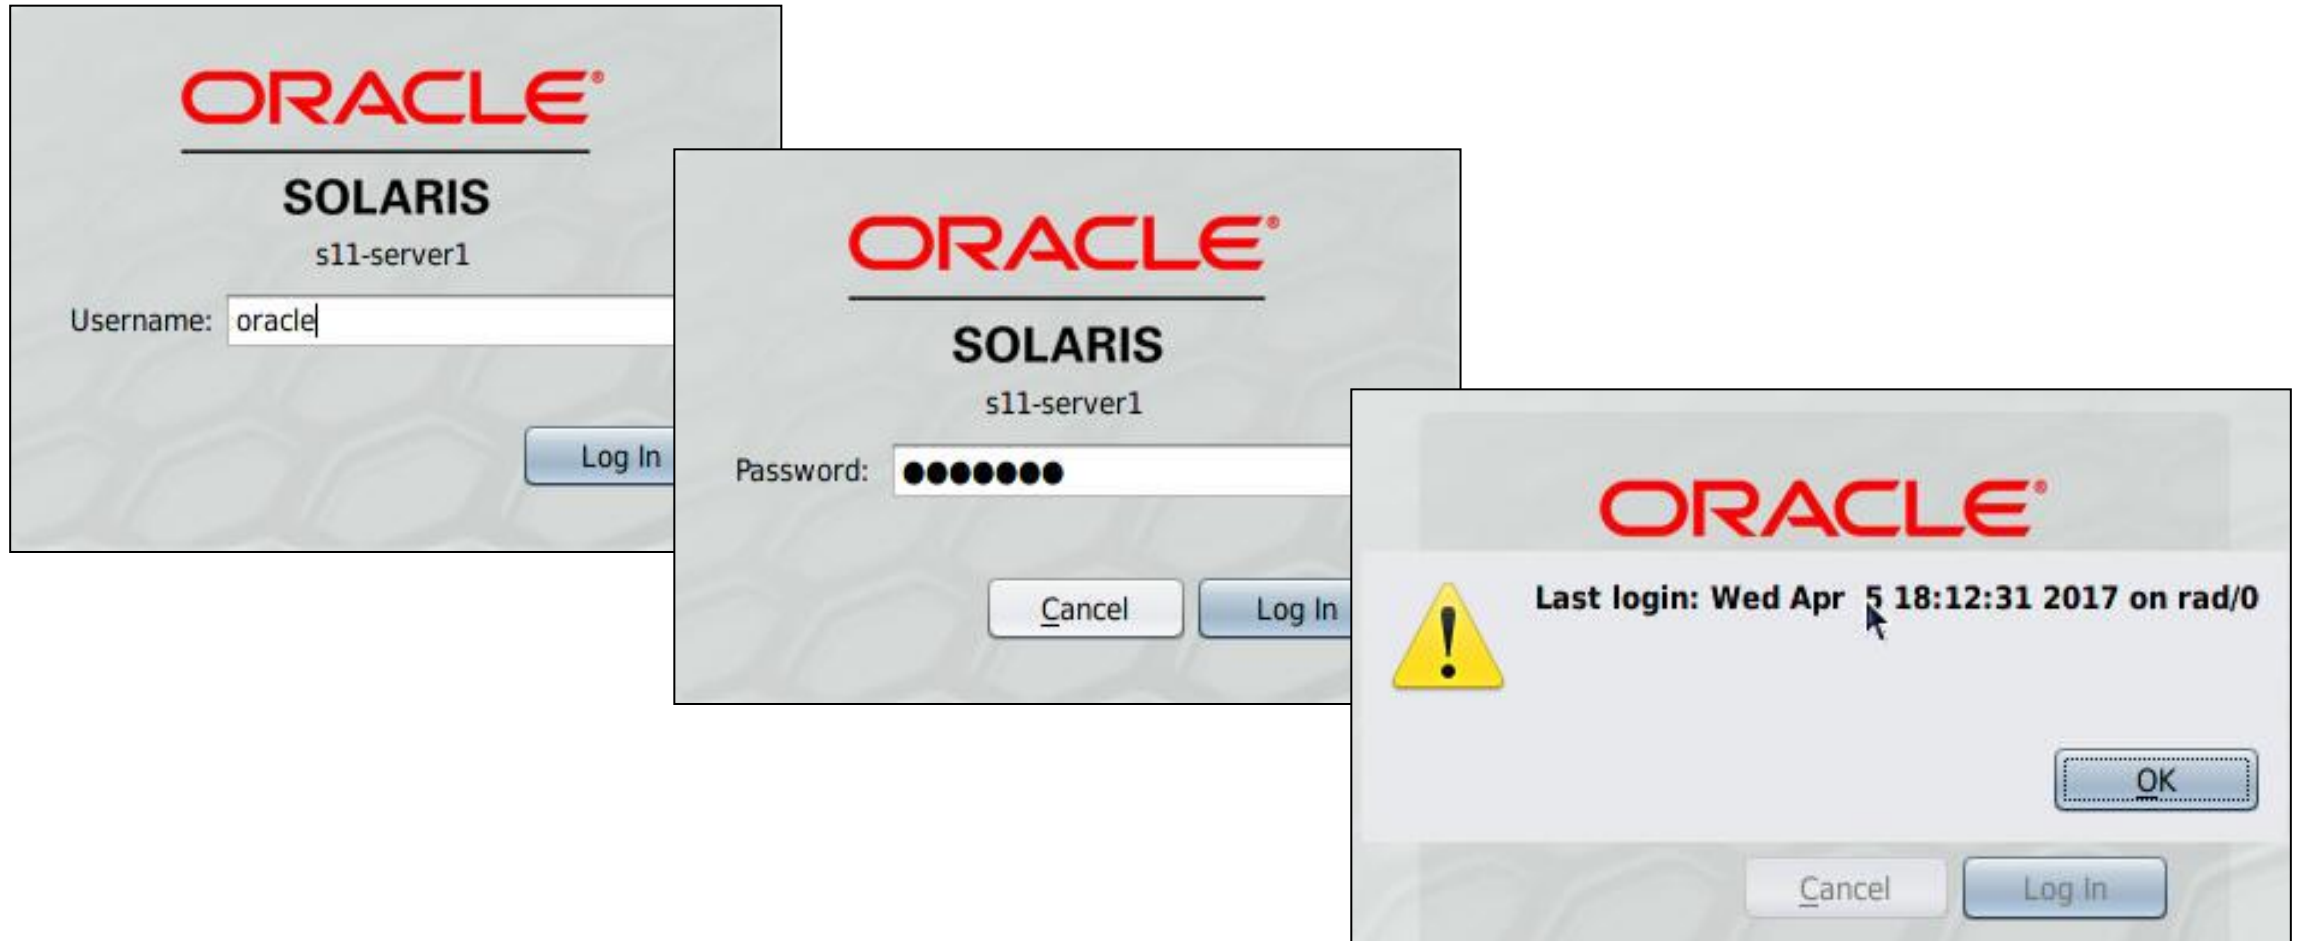 ORACLE®
SOLARIS
s11-server1
Username: oracle
Log In
ORACLE®
SOLARIS
s11-server1
Password: ●●●●●●●
Cancel Log In
ORACLE®
Last login: Wed Apr  5 18:12:31 2017 on rad/0
OK
Cancel Log In